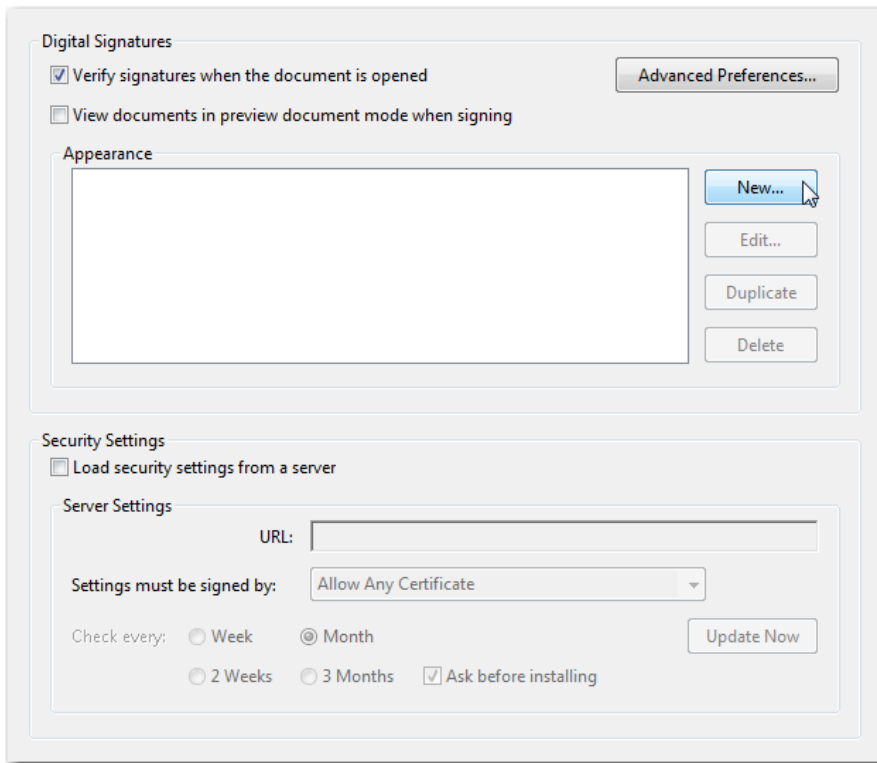 Digital Signatures
Verify signatures when the document is opened
Advanced Preferences...
View documents in preview document mode when signing
Appearance
New...
Edit...
Duplicate
Delete
Security Settings
Load security settings from a server
Server Settings
URL:
Settings must be signed by: Allow Any Certificate
Check every: Week Month Update Now
2 Weeks 3 Months Ask before installing